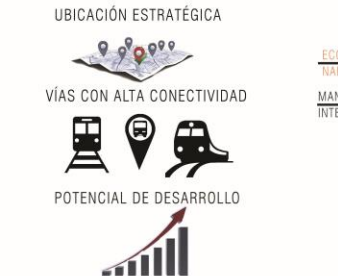 UBICACIÓN ESTRATÉGICA
VÍAS CON ALTA CONECTIVIDAD
POTENCIAL DE DESARROLLO